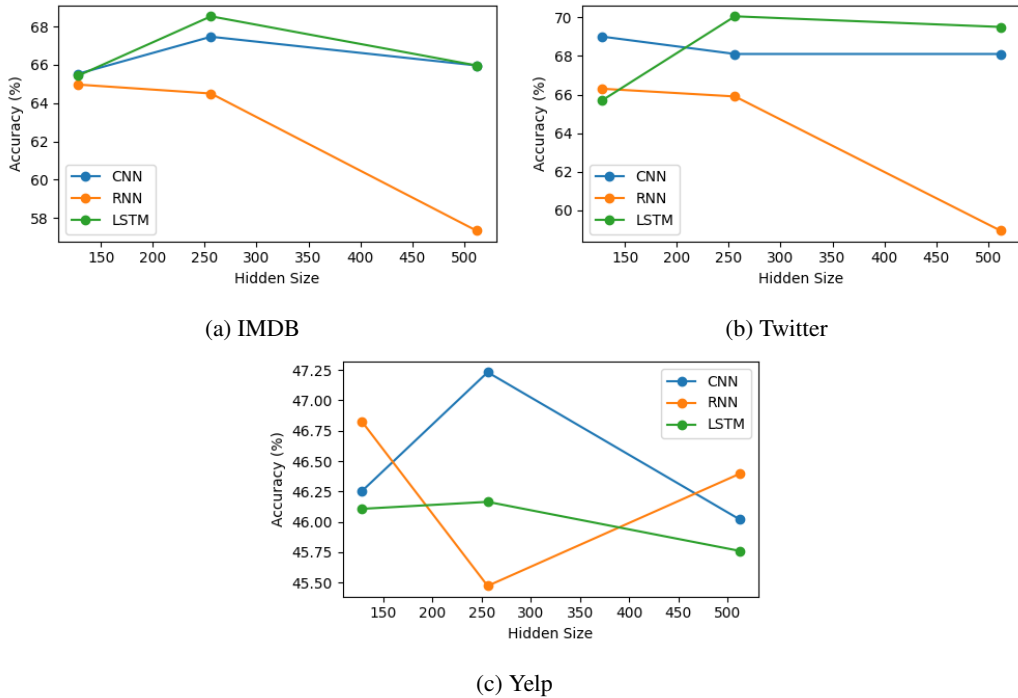 68
66
64
62
60
58
Accuracy (%)
CNN
RNN
LSTM
150 200 250 300 350 400 450 500
Hidden Size
(a) IMDB
70
68
66
64
62
60
Accuracy (%)
CNN
RNN
LSTM
150 200 250 300 350 400 450 500
Hidden Size
(b) Twitter
47.25
47.00
46.75
46.50
46.25
46.00
45.75
45.50
Accuracy (%)
CNN
RNN
LSTM
150 200 250 300 350 400 450 500
Hidden Size
(c) Yelp